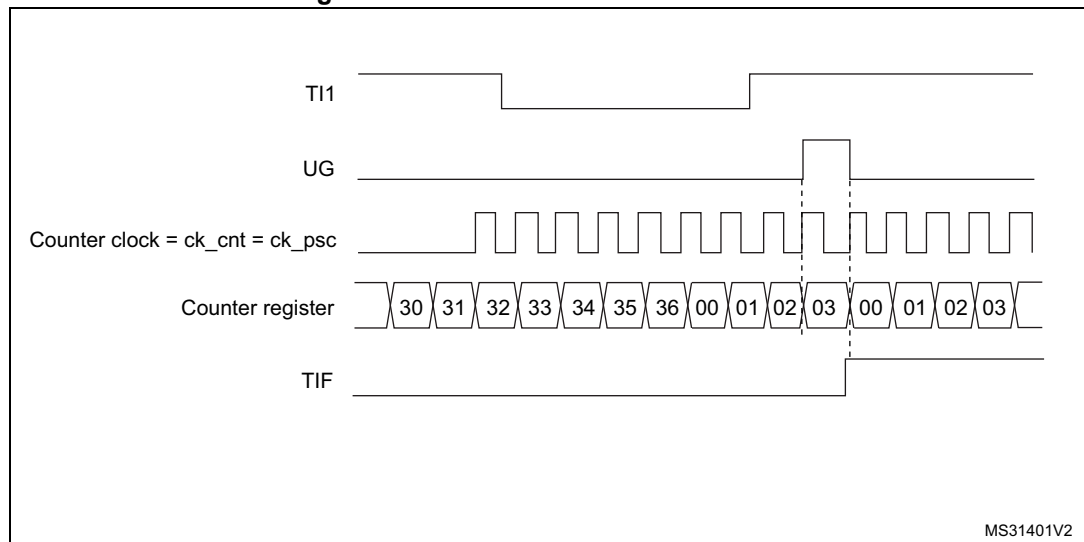 TI1
UG
Counter clock = ck_cnt = ck_psc
Counter register 30 31 32 33 34 35 36 00 01 02 03 00 01 02 03
TIF
MS31401V2